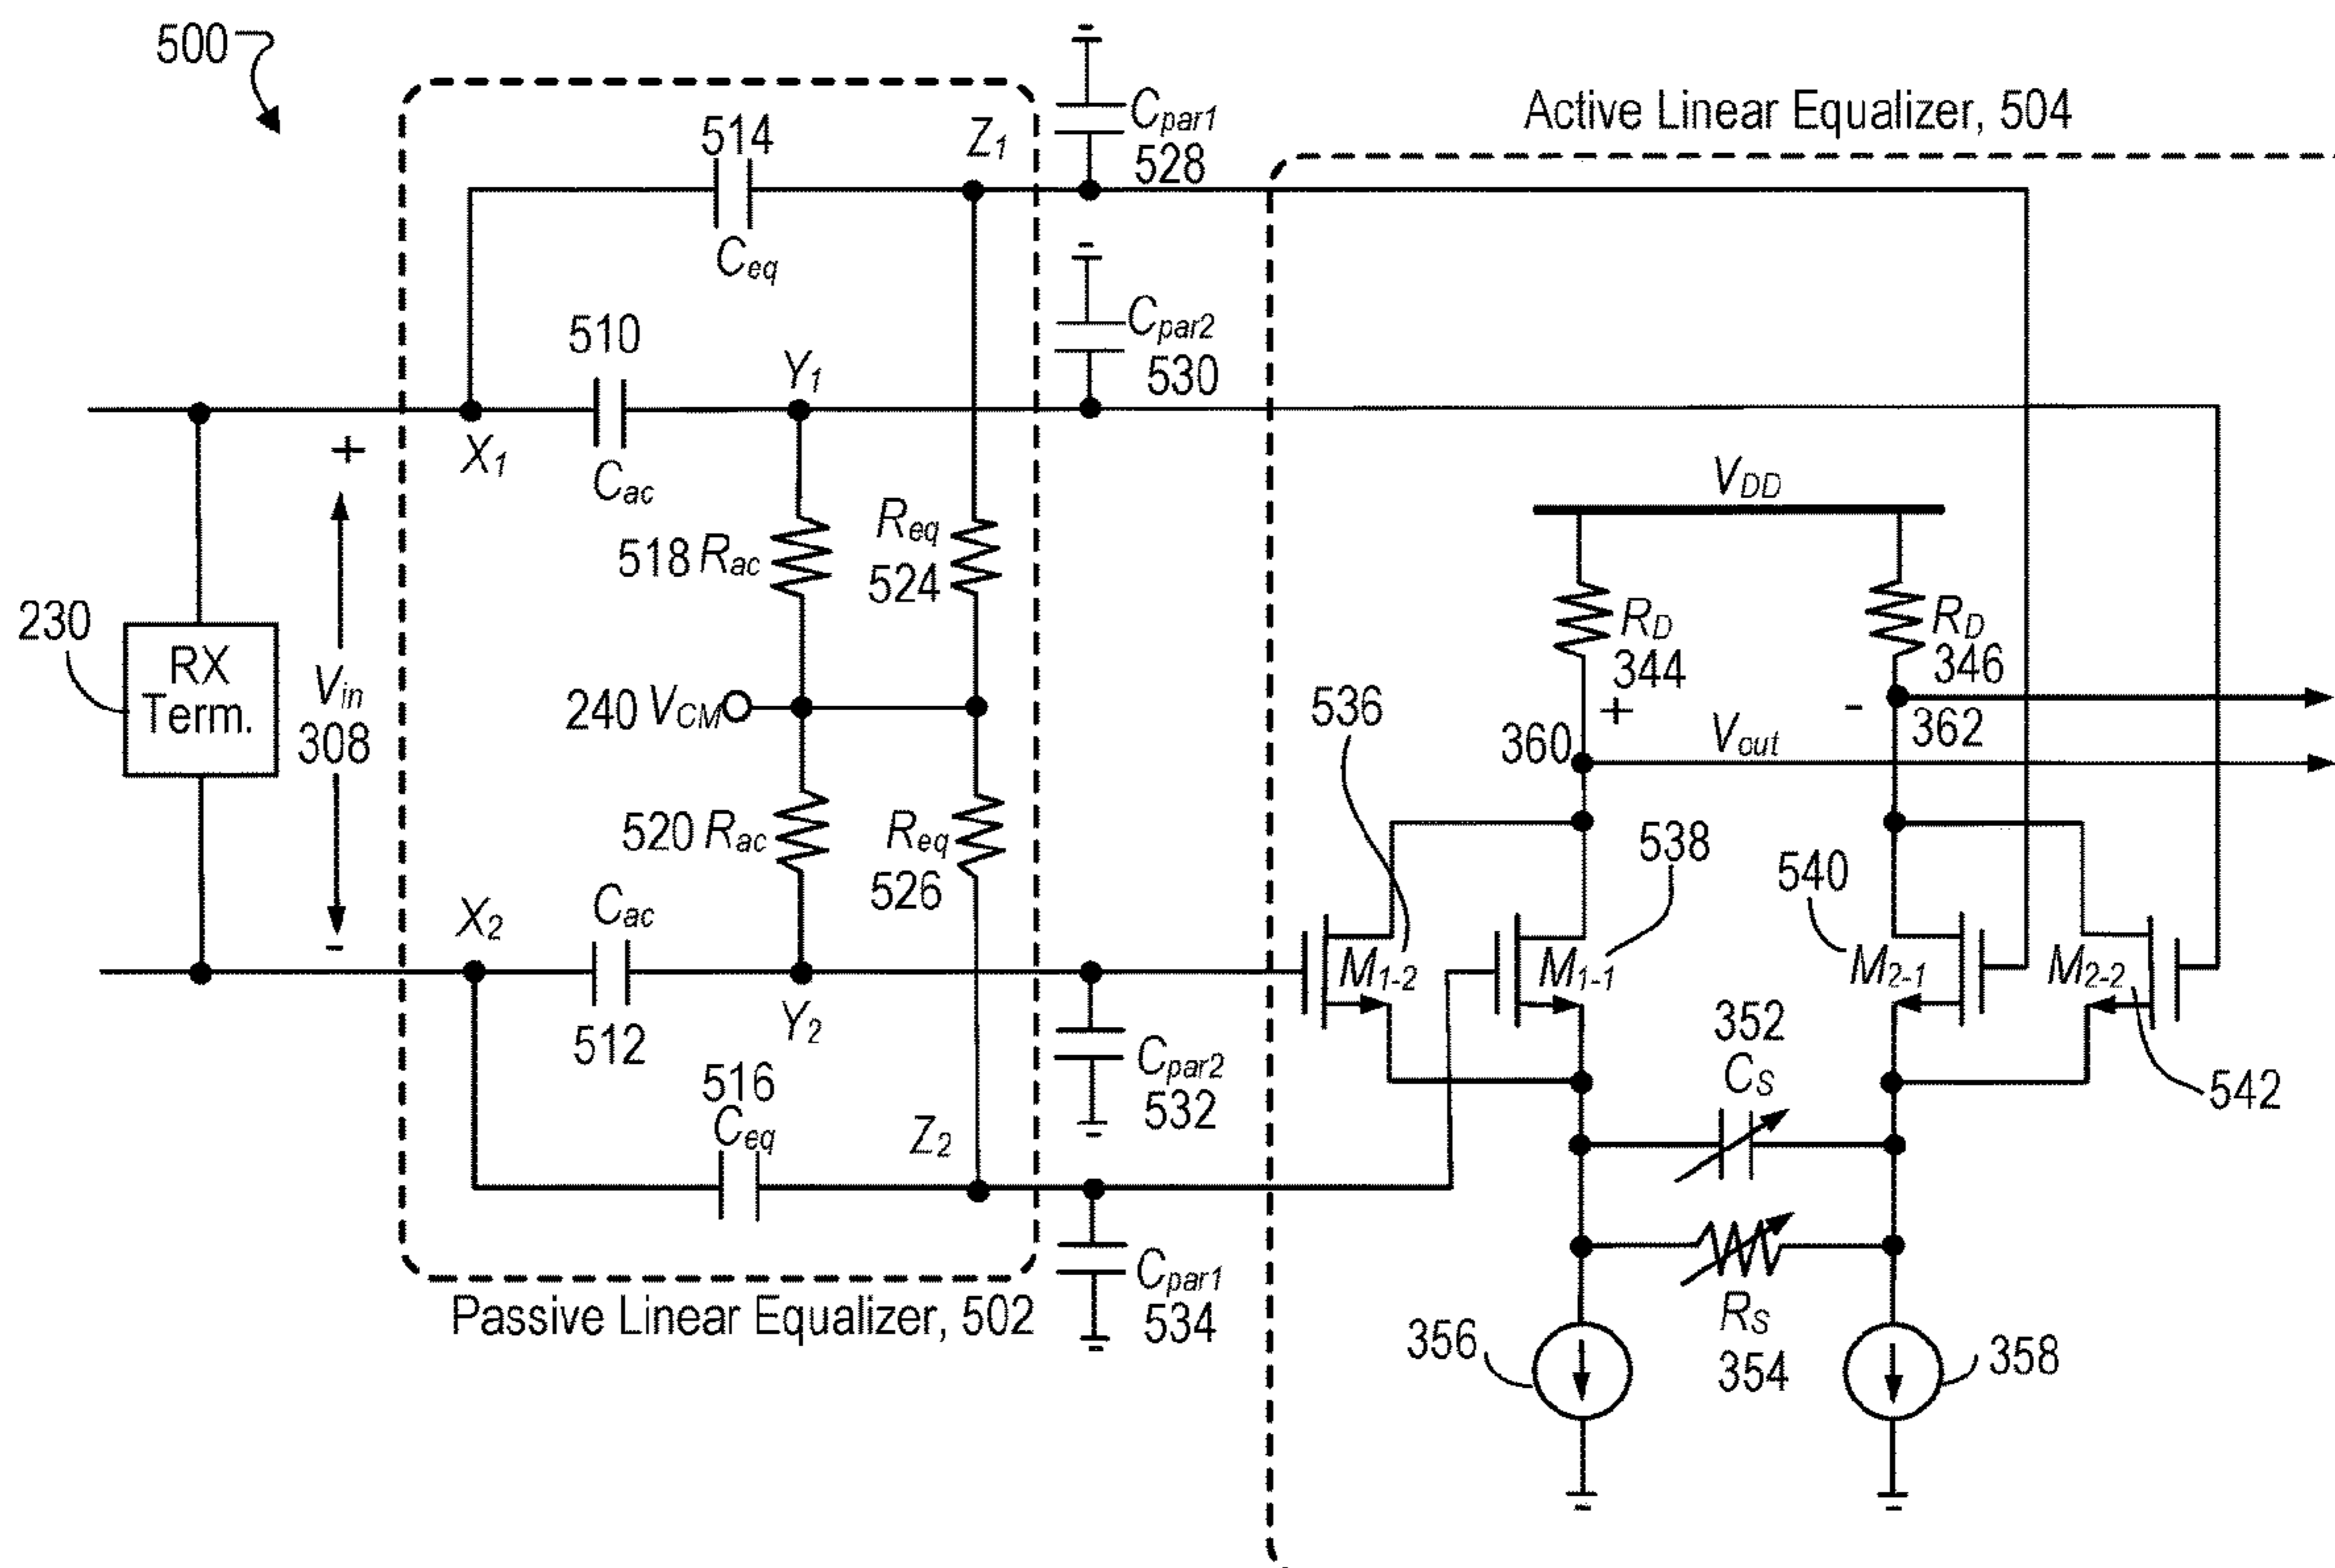 500
Active Linear Equalizer, 504
Cpar1
528
514
Z1
Ceq
Cpar2
530
510
Y1
X1
Cac
+
VDD
518 Rac
Req
524
230
RX
Term.
Vin
308
RD
344
RD
346
240 VCM
536
+
-
360
Vout
362
520 Rac
Req
526
538
540
X2
Cac
-
M1-2
M1-1
M2-1
M2-2
512
Y2
Cpar2
532
352
CS
542
516
Ceq
Z2
Cpar1
534
Passive Linear Equalizer, 502
RS
354
356
358